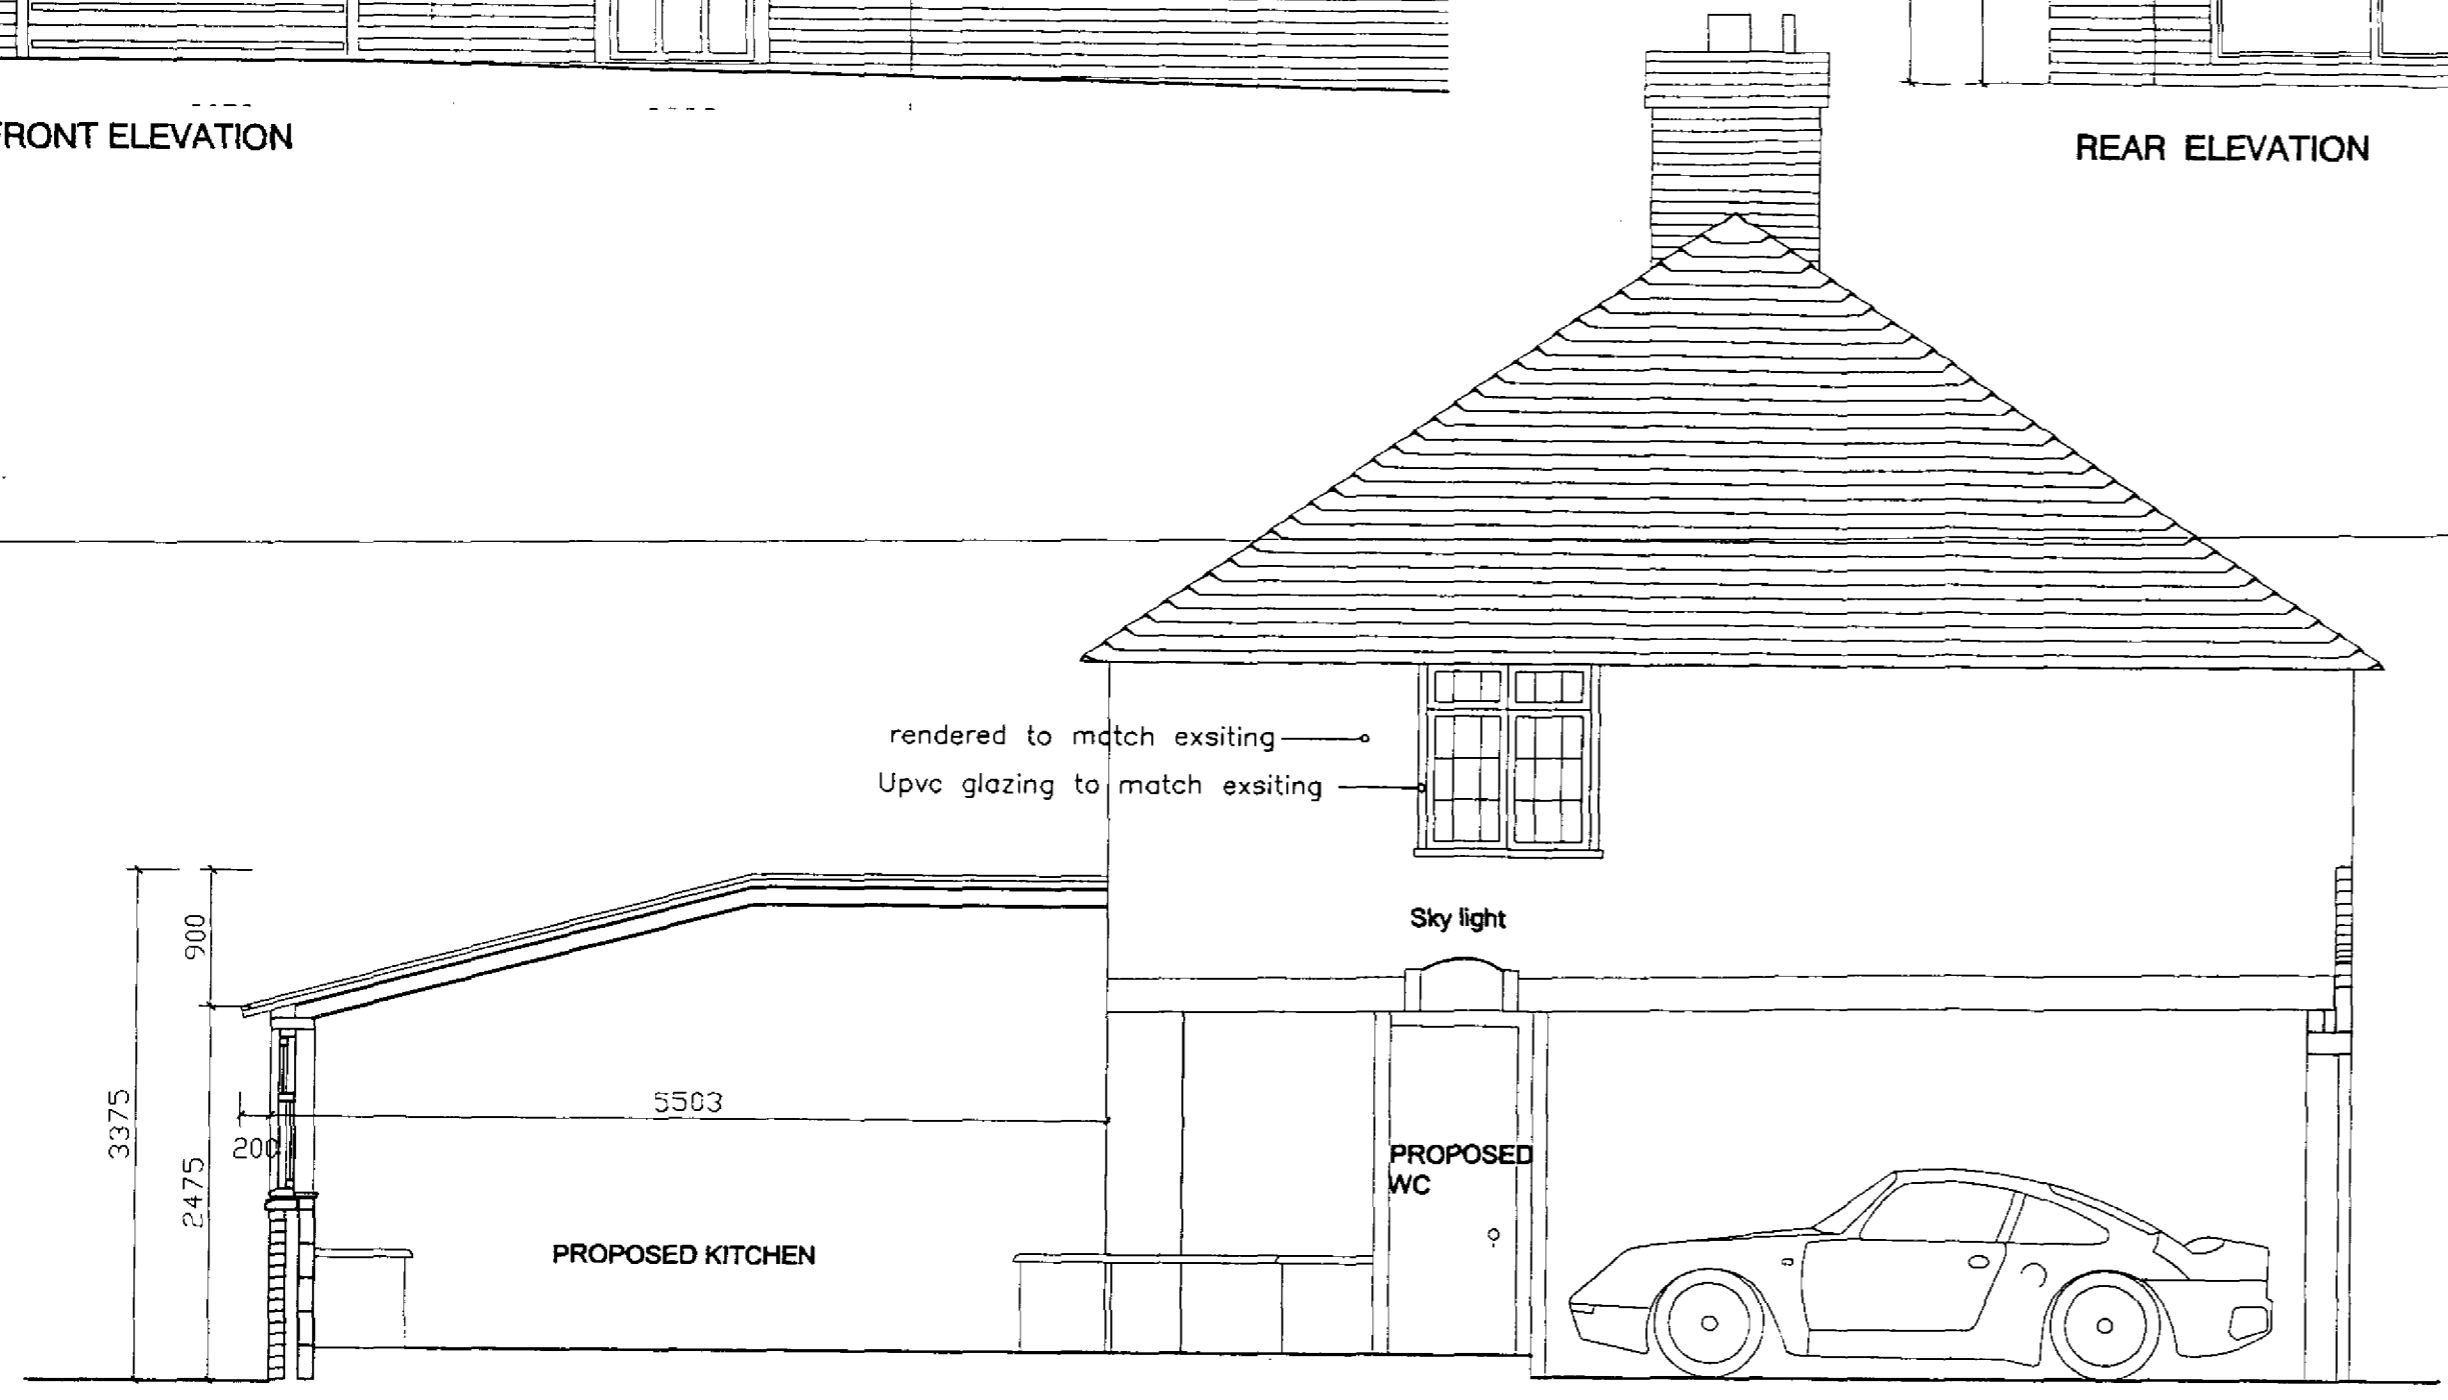 FRONT ELEVATION
REAR ELEVATION
rendered to match exsiting
Upvc glazing to match exsiting
900
Sky light
3375
5503
200
2475
PROPOSED
WC
PROPOSED KITCHEN